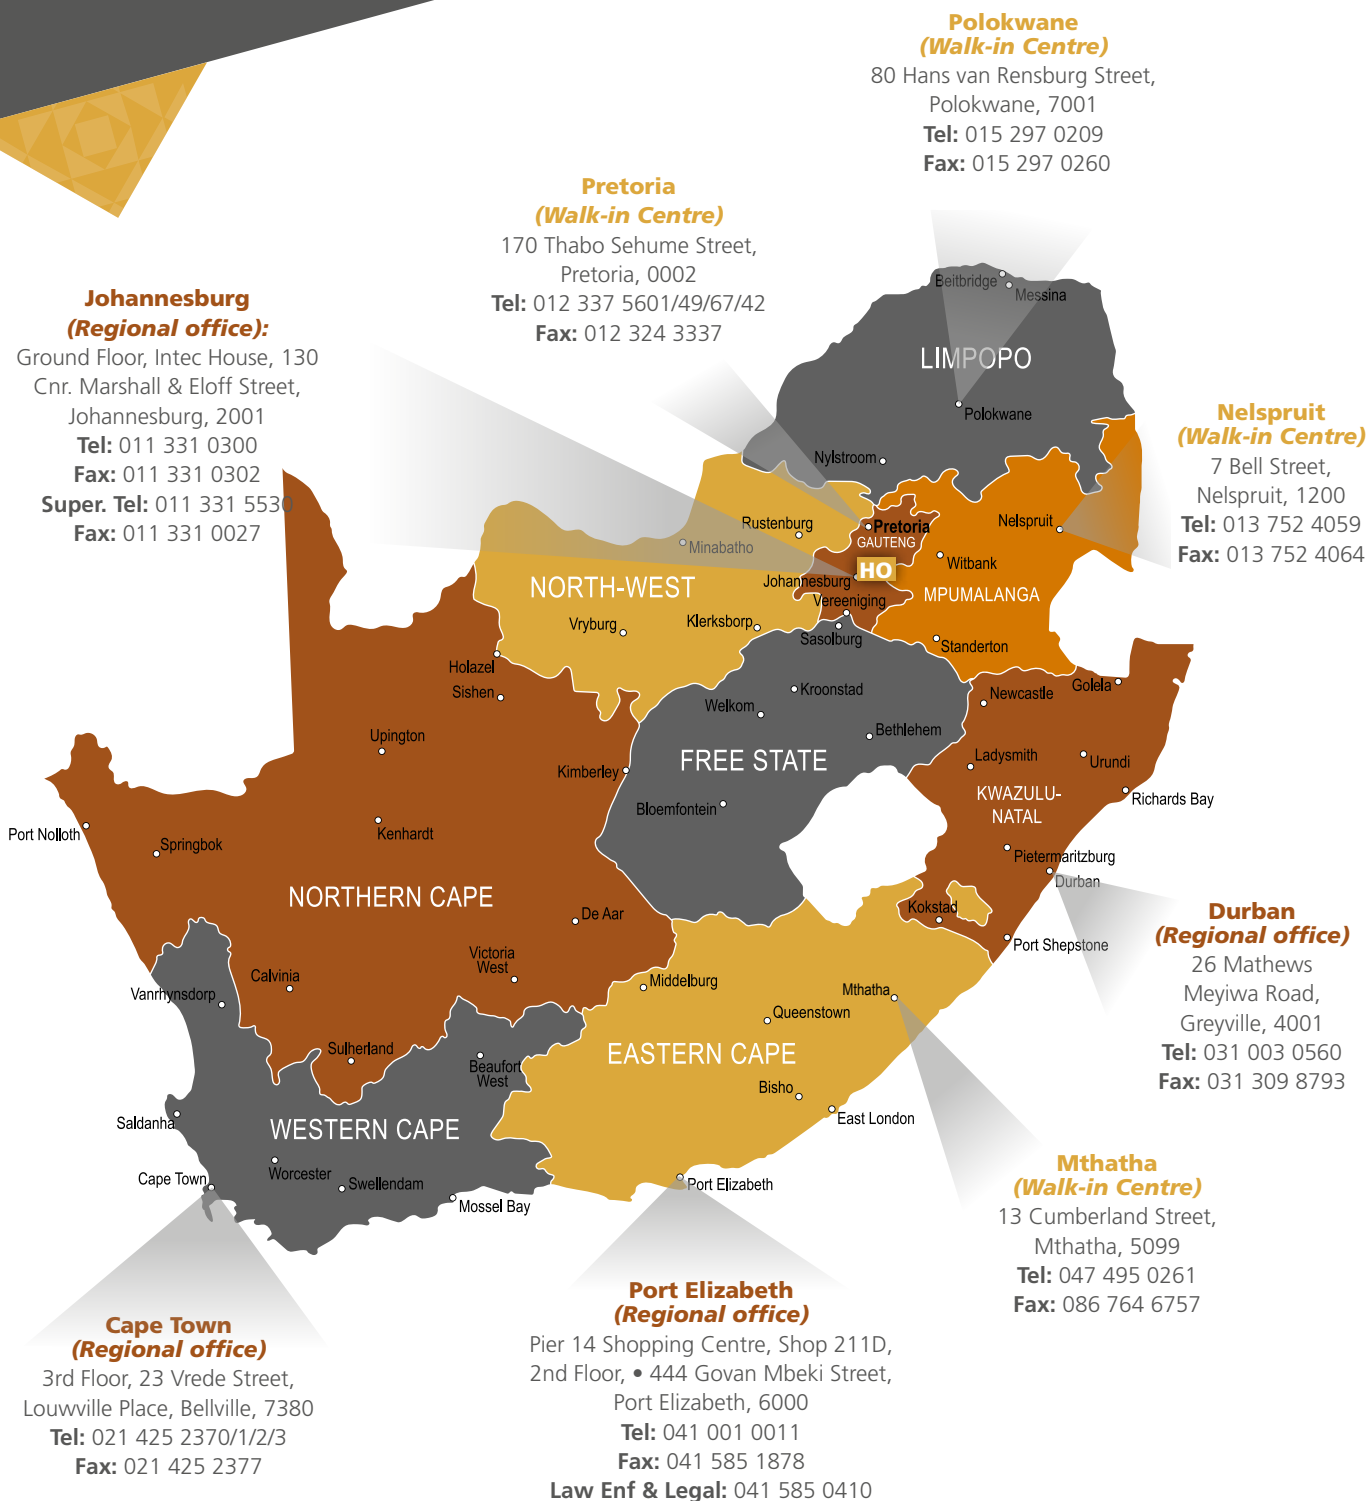 Polokwane
(Walk-in Centre)
80 Hans van Rensburg Street,
Polokwane, 7001
Tel: 015 297 0209
Fax: 015 297 0260
Pretoria
(Walk-in Centre)
170 Thabo Sehume Street,
Pretoria, 0002
Tel: 012 337 5601/49/67/42
Fax: 012 324 3337
Johannesburg
(Regional office):
Ground Floor, Intec House, 130
Cnr. Marshall & Eloff Street,
Johannesburg, 2001
Tel: 011 331 0300
Fax: 011 331 0302
Super. Tel: 011 331 5530
Fax: 011 331 0027
Nelspruit
(Walk-in Centre)
7 Bell Street,
Nelspruit, 1200
Tel: 013 752 4059
Fax: 013 752 4064
Beitbridge
Messina
LIMPOPO
Polokwane
Nylstroom
Rustenburg
Minabatho
Pretoria
GAUTENG
HO
Johannesburg
Vereeniging
Nelspruit
Witbank
MPUMALANGA
Standerton
NORTH-WEST
Vryburg
Klerksborp
Sasolburg
Holazel
Sishen
Upington
Kimberley
Kenhardt
Port Nolloth
Springbok
NORTHERN CAPE
De Aar
Victoria
West
Calvinia
Vanrhynsdorp
Sulherland
Kroonstad
Welkom
Bethlehem
FREE STATE
Bloemfontein
Newcastle
Golela
Ladysmith
Urundi
KWAZULU-
NATAL
Richards Bay
Pietermaritzburg
Durban
Kokstad
Port Shepstone
Middelburg
Mthatha
Queenstown
EASTERN CAPE
Bisho
East London
Port Elizabeth
Beaufort
West
WESTERN CAPE
Saldanha
Worcester
Cape Town
Swellendam
Mossel Bay
Durban
(Regional office)
26 Mathews
Meyiwa Road,
Greyville, 4001
Tel: 031 003 0560
Fax: 031 309 8793
Mthatha
(Walk-in Centre)
13 Cumberland Street,
Mthatha, 5099
Tel: 047 495 0261
Fax: 086 764 6757
Port Elizabeth
(Regional office)
Pier 14 Shopping Centre, Shop 211D,
2nd Floor, • 444 Govan Mbeki Street,
Port Elizabeth, 6000
Tel: 041 001 0011
Fax: 041 585 1878
Law Enf & Legal: 041 585 0410
Cape Town
(Regional office)
3rd Floor, 23 Vrede Street,
Louwville Place, Bellville, 7380
Tel: 021 425 2370/1/2/3
Fax: 021 425 2377